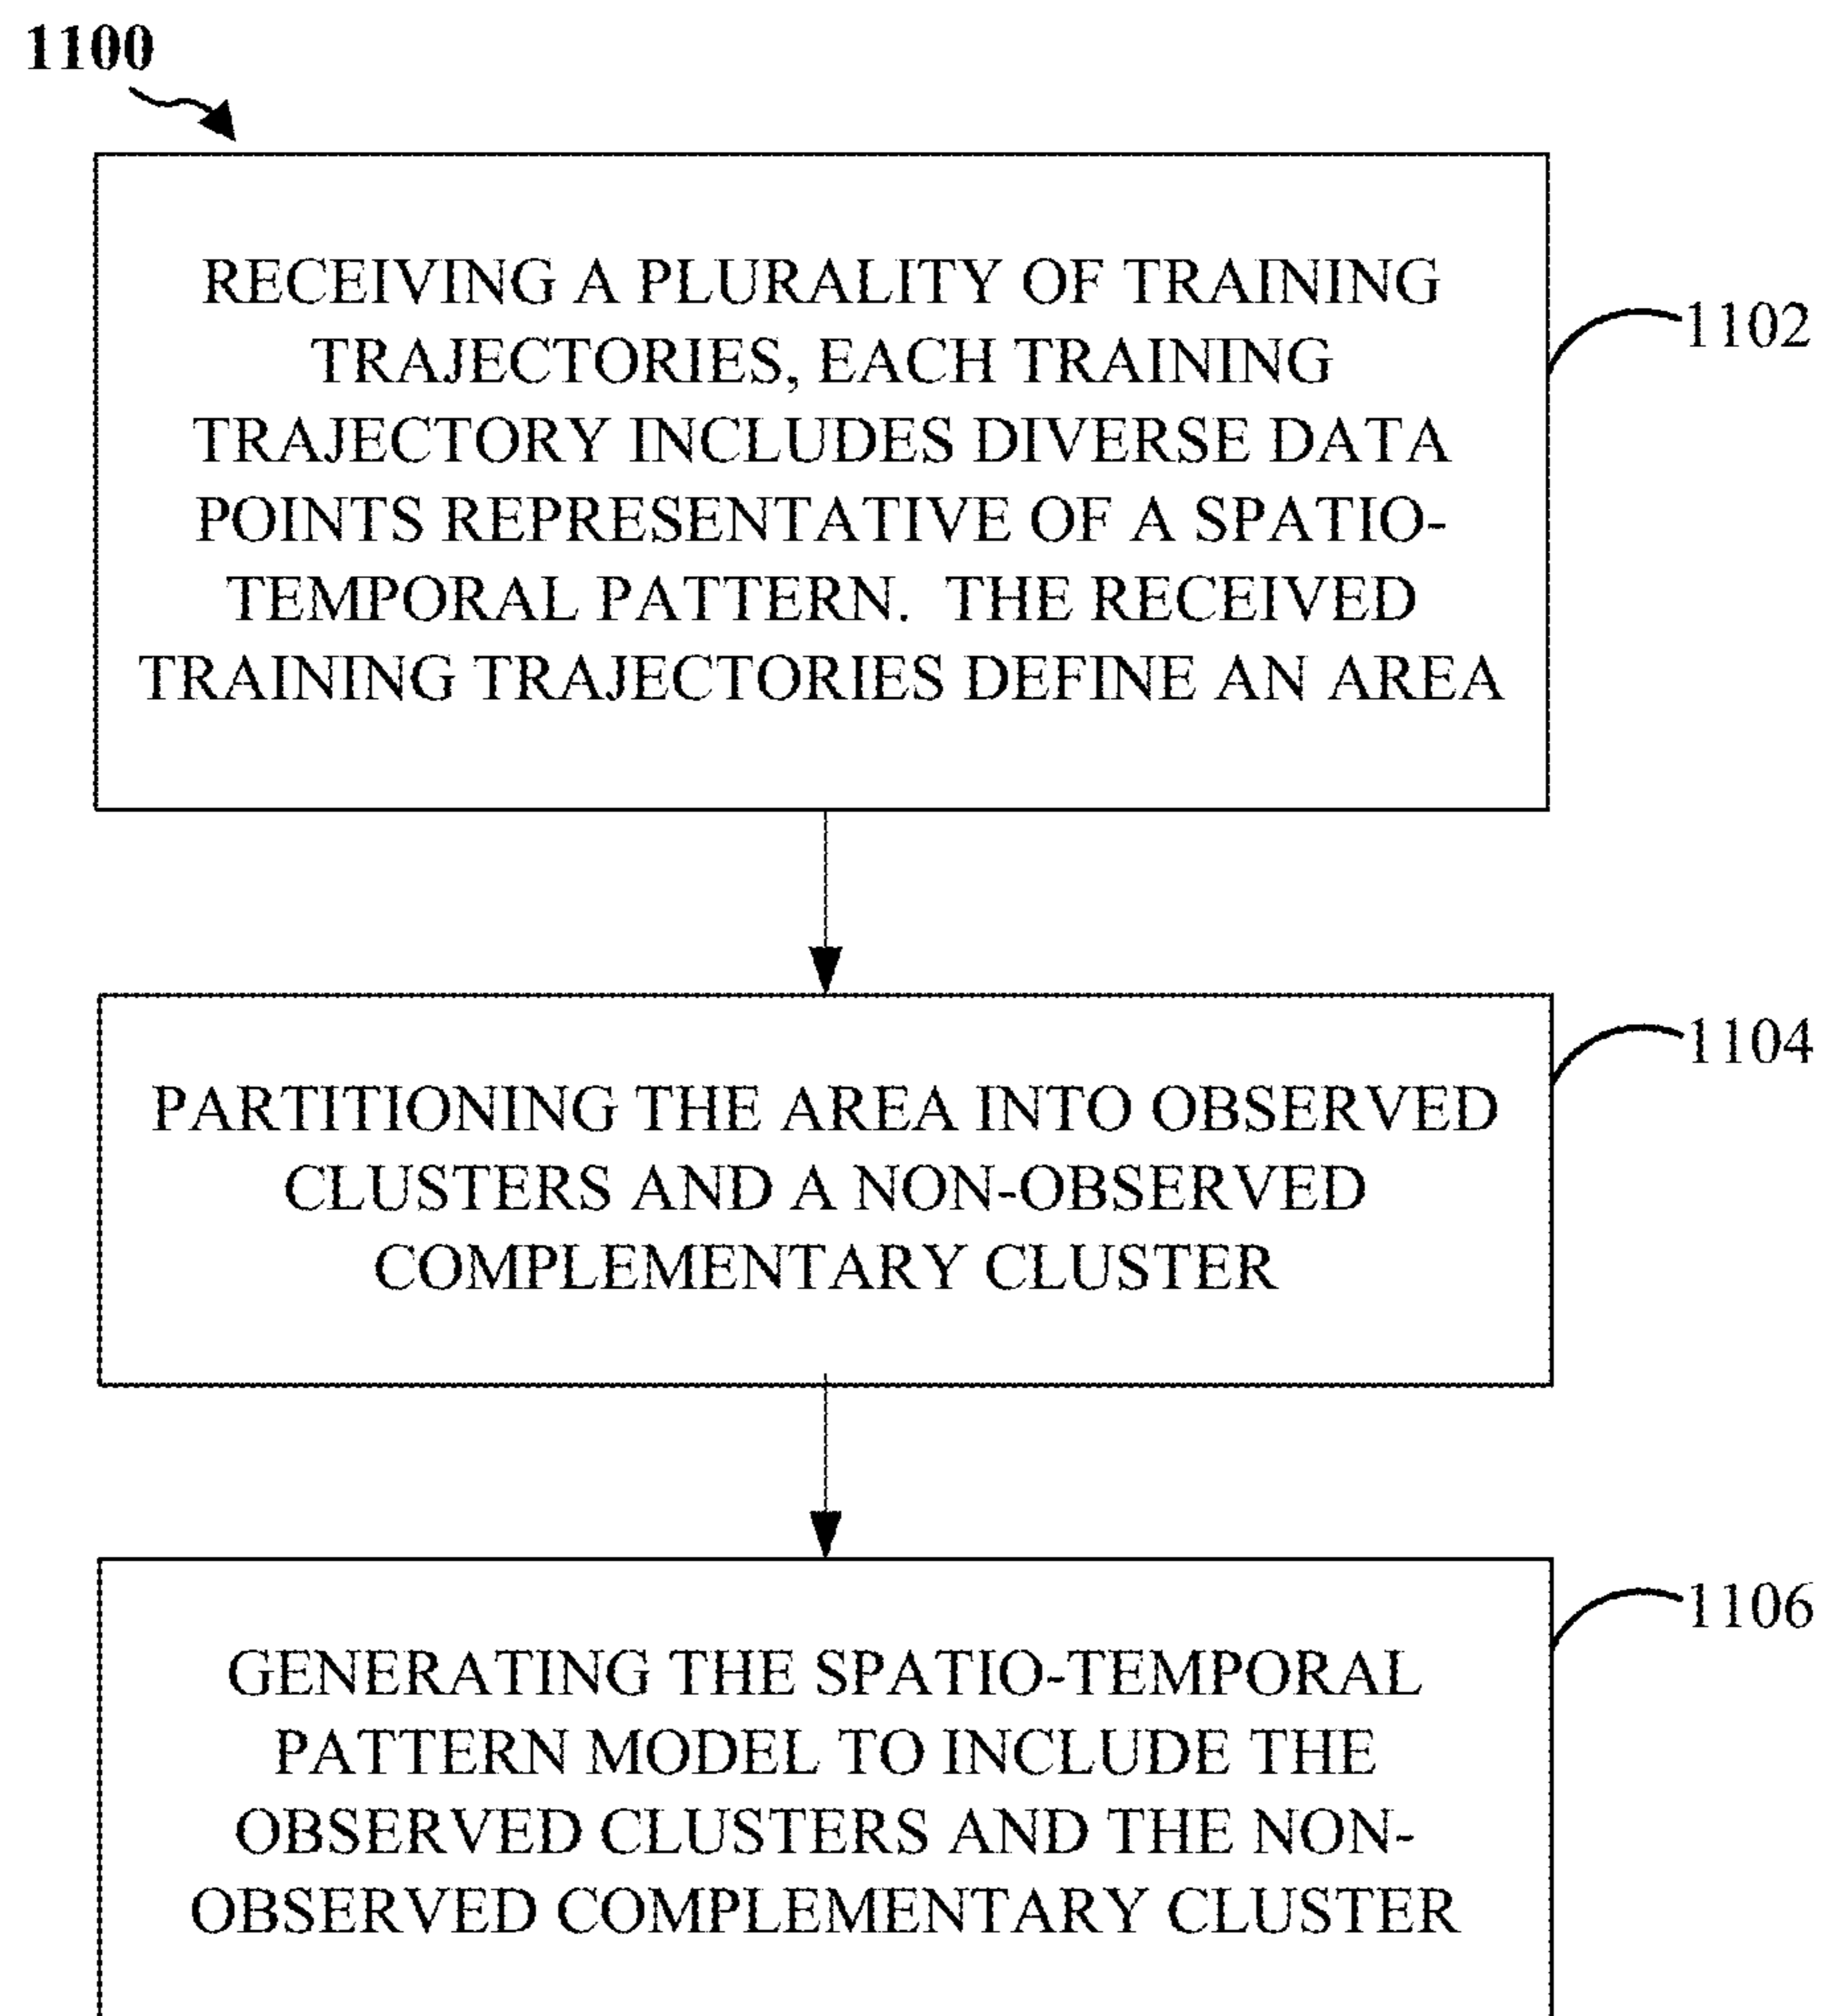 1100
RECEIVING A PLURALITY OF TRAINING
TRAJECTORIES, EACH TRAINING
TRAJECTORY INCLUDES DIVERSE DATA
POINTS REPRESENTATIVE OF A SPATIO-
TEMPORAL PATTERN. THE RECEIVED
TRAINING TRAJECTORIES DEFINE AN AREA
1102
PARTITIONING THE AREA INTO OBSERVED
CLUSTERS AND A NON-OBSERVED
COMPLEMENTARY CLUSTER
1104
GENERATING THE SPATIO-TEMPORAL
PATTERN MODEL TO INCLUDE THE
OBSERVED CLUSTERS AND THE NON-
OBSERVED COMPLEMENTARY CLUSTER
1106